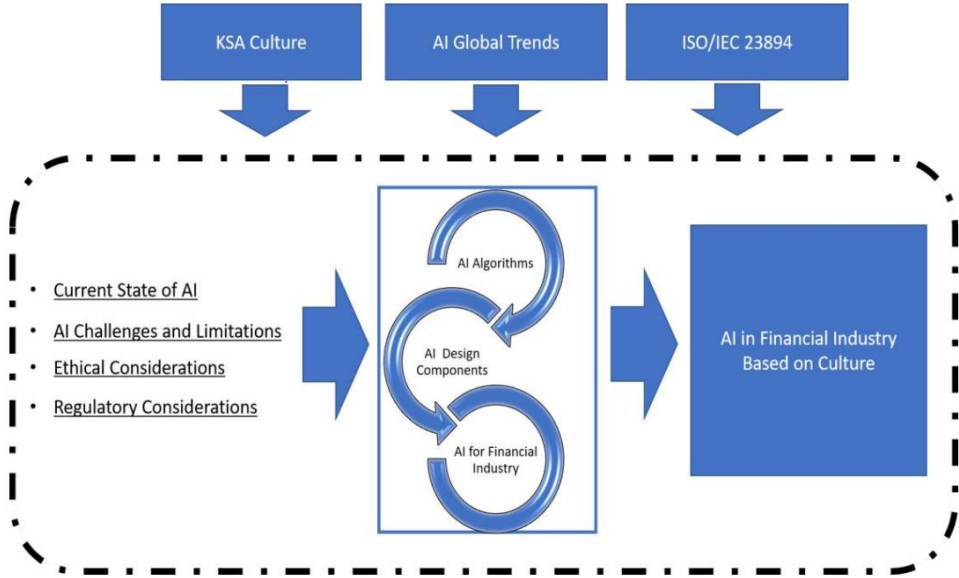 KSA Culture
AI Global Trends
ISO/IEC 23894
• Current State of AI
• AI Challenges and Limitations
• Ethical Considerations
• Regulatory Considerations
AI Algorithms
AI Design
Components
AI for Financial
Industry
AI in Financial Industry
Based on Culture